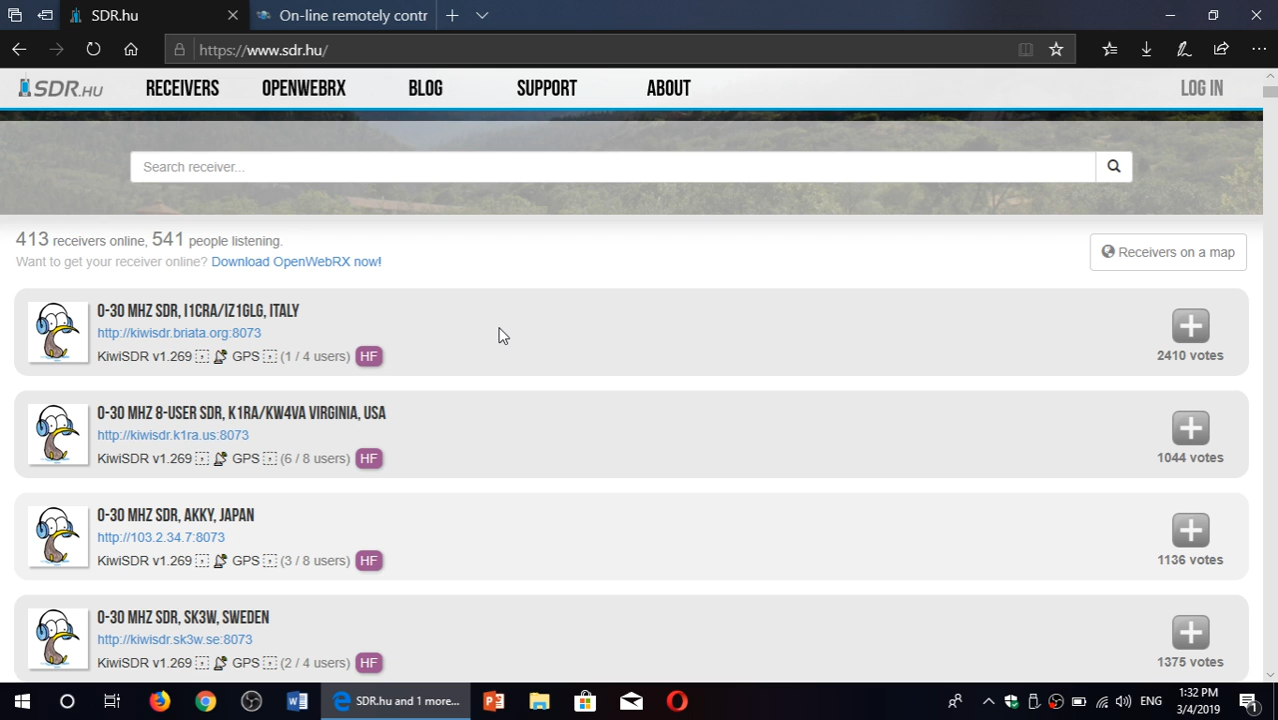 SDR.hu
On-line remotely contr
https://www.sdr.hu/
SDR.HU
RECEIVERS
OPENWEBRX
BLOG
SUPPORT
ABOUT
LOG IN
Search receiver...
413 receivers online, 541 people listening.
Want to get your receiver online? Download OpenWebRX now!
Receivers on a map
0-30 MHZ SDR, I1CRA/IZ1GLG, ITALY
http://kiwisdr.briata.org:8073
KiwiSDR v1.269 GPS (1 / 4 users) HF
2410 votes
0-30 MHZ 8-USER SDR, K1RA/KW4VA VIRGINIA, USA
http://kiwisdr.k1ra.us:8073
KiwiSDR v1.269 GPS (6 / 8 users) HF
1044 votes
0-30 MHZ SDR, AKKY, JAPAN
http://103.2.34.7:8073
KiwiSDR v1.269 GPS (3 / 8 users) HF
1136 votes
0-30 MHZ SDR, SK3W, SWEDEN
http://kiwisdr.sk3w.se:8073
KiwiSDR v1.269 GPS (2 / 4 users) HF
1375 votes
SDR.hu and 1 more...
ENG
1:32 PM
3/4/2019
1